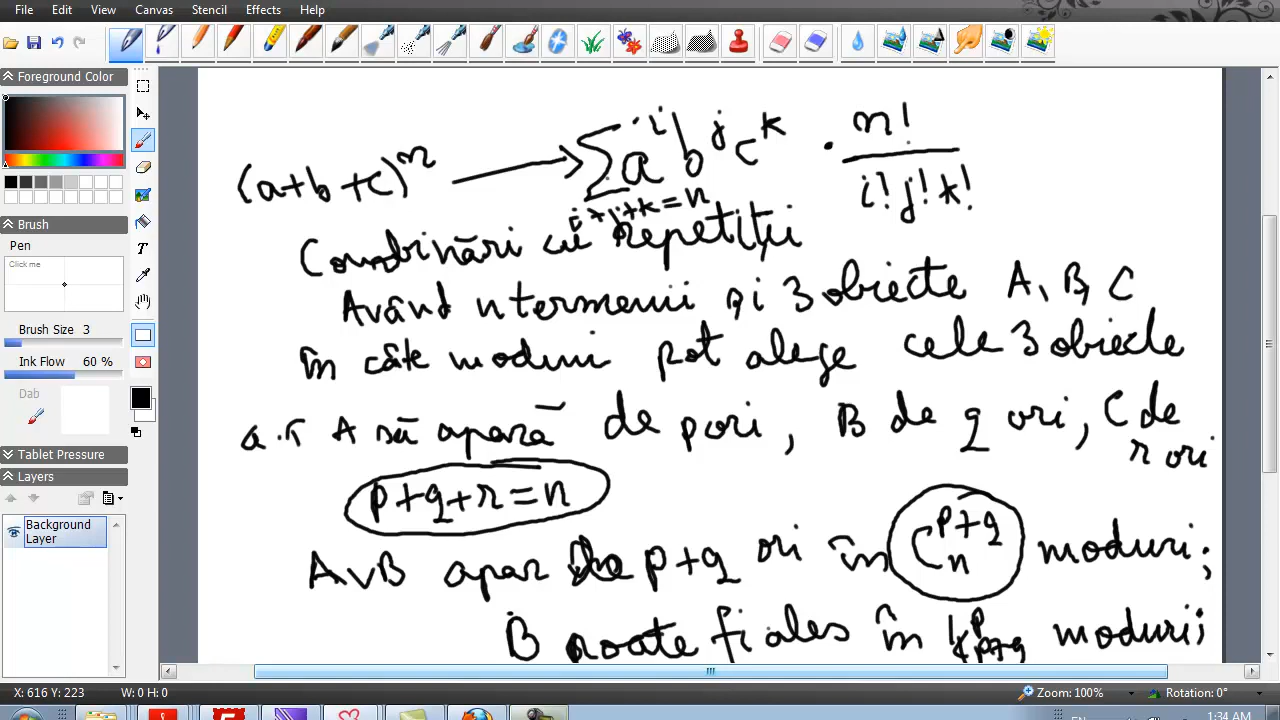 File Edit View Canvas Stencil Effects Help
Foreground Color
Brush
Pen
Click me
Brush Size 3
Ink Flow 60 %
Dab
Tablet Pressure
Layers
Background Layer
(a+b+c)^n → ∑ a^i b^j c^k · n! / i! j! k!
i+j+k=n
Combinări cu repetiții
Având n termenii și 3 obiecte A, B, C
în câte moduri pot alege cele 3 obiecte
a.î A să apară de p ori, B de q ori, C de
r ori
p+q+r=n
A∨B apar de p+q ori în C_n^{p+q} moduri;
B poate fi ales în moduri;
X: 616 Y: 223 W: 0 H: 0 Zoom: 100% Rotation: 0°
EN 1:34 AM